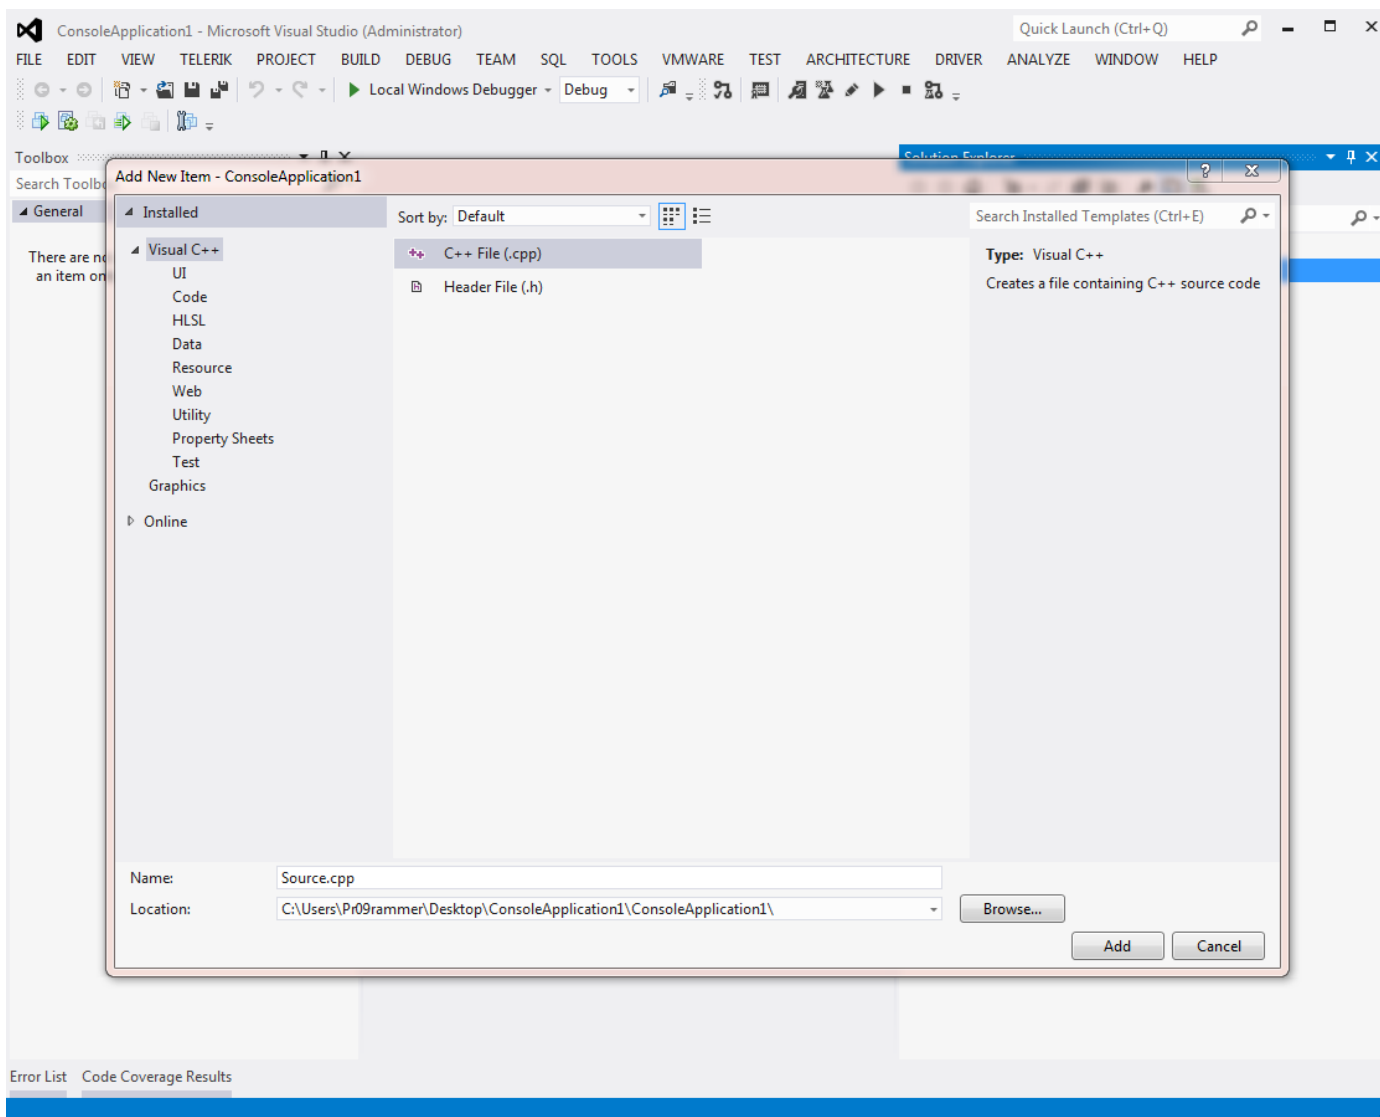 ConsoleApplication1 - Microsoft Visual Studio (Administrator) Quick Launch (Ctrl+Q)
FILE EDIT VIEW TELERIK PROJECT BUILD DEBUG TEAM SQL TOOLS VMWARE TEST ARCHITECTURE DRIVER ANALYZE WINDOW HELP
Local Windows Debugger Debug
Toolbox Solution Explorer
Search Toolbo
General
There are no
an item on
Add New Item - ConsoleApplication1
Installed
Visual C++
UI
Code
HLSL
Data
Resource
Web
Utility
Property Sheets
Test
Graphics
Online
Sort by: Default
C++ File (.cpp)
Header File (.h)
Search Installed Templates (Ctrl+E)
Type: Visual C++
Creates a file containing C++ source code
Name: Source.cpp
Location: C:\Users\Pr09rammer\Desktop\ConsoleApplication1\ConsoleApplication1\
Browse...
Add Cancel
Error List Code Coverage Results